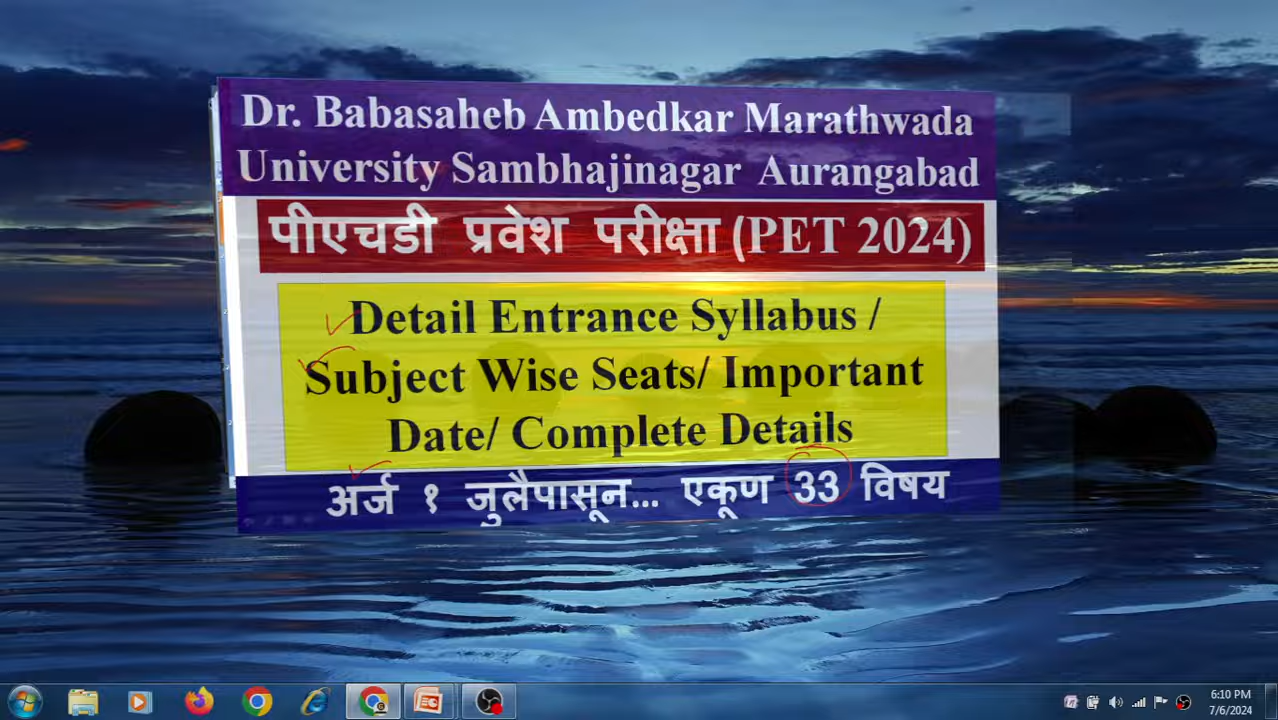 Dr. Babasaheb Ambedkar Marathwada
University Sambhajinagar Aurangabad
पीएचडी प्रवेश परीक्षा (PET 2024)
Detail Entrance Syllabus /
Subject Wise Seats/ Important
Date/ Complete Details
अर्ज १ जुलैपासून... एकूण 33 विषय
6:10 PM
7/6/2024